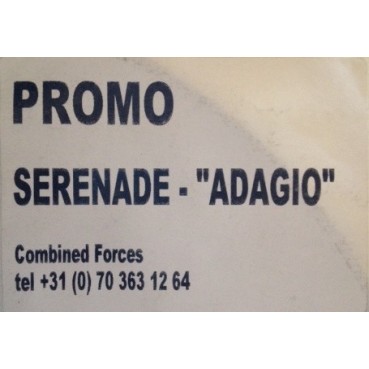 PROMO
SERENADE - "ADAGIO"
Combined Forces
tel +31 (0) 70 363 12 64